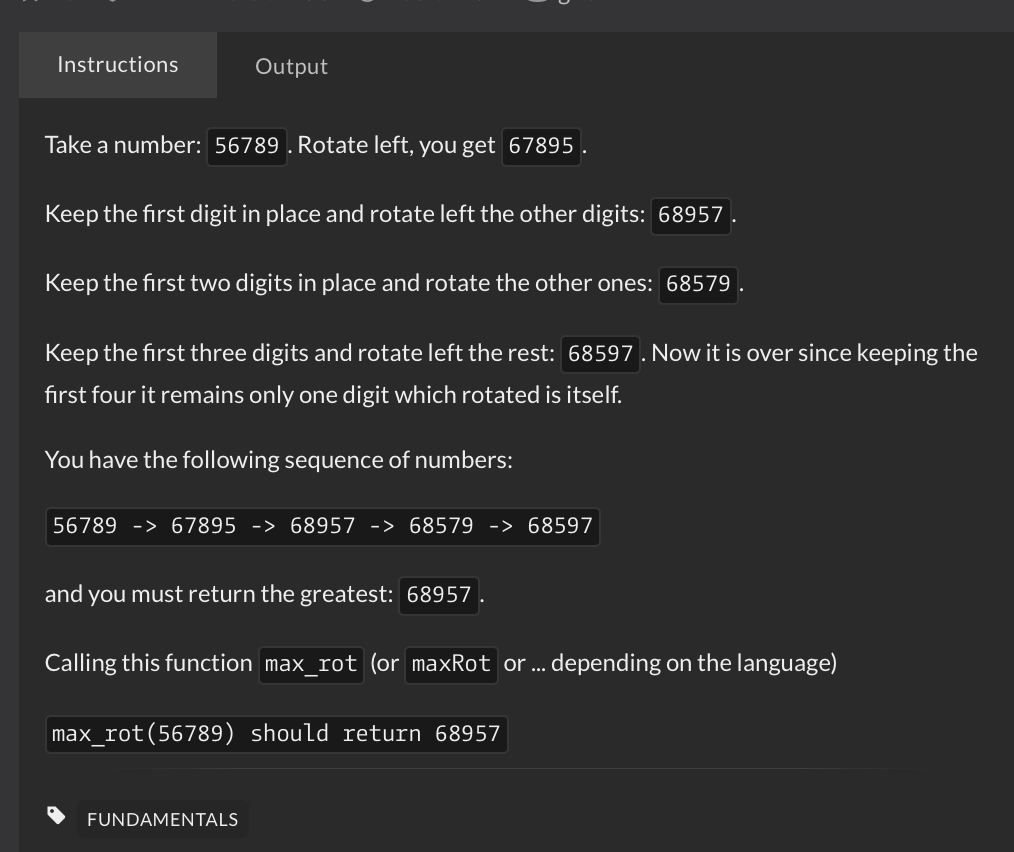 Instructions
Output
Take a number: 56789. Rotate left, you get 67895.
Keep the first digit in place and rotate left the other digits: 68957.
Keep the first two digits in place and rotate the other ones: 68579.
Keep the first three digits and rotate left the rest: 68597. Now it is over since keeping the
first four it remains only one digit which rotated is itself.
You have the following sequence of numbers:
56789 -> 67895 -> 68957 -> 68579 -> 68597
and you must return the greatest: 68957.
Calling this function max_rot (or maxRot or ... depending on the language)
max_rot(56789) should return 68957
FUNDAMENTALS